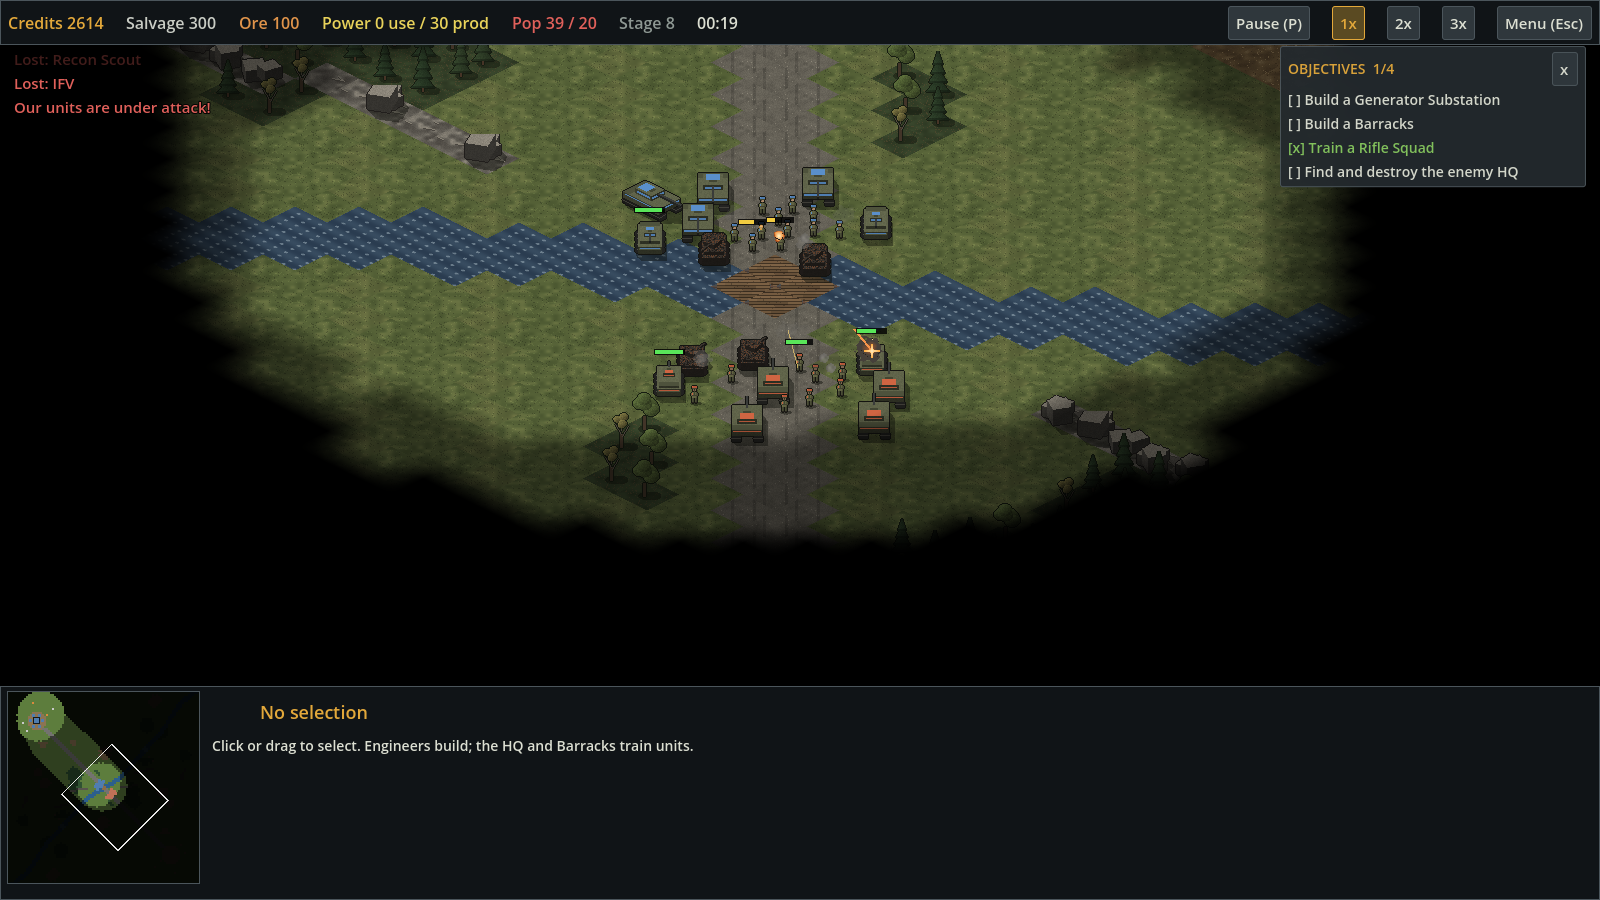 Credits 2614 Salvage 300 Ore 100 Power 0 use / 30 prod Pop 39 / 20 Stage 8 00:19 Pause (P) 1x 2x 3x Menu (Esc)
Lost: Recon Scout
Lost: IFV
Our units are under attack!
OBJECTIVES 1/4 x
[ ] Build a Generator Substation
[ ] Build a Barracks
[x] Train a Rifle Squad
[ ] Find and destroy the enemy HQ
No selection
Click or drag to select. Engineers build; the HQ and Barracks train units.